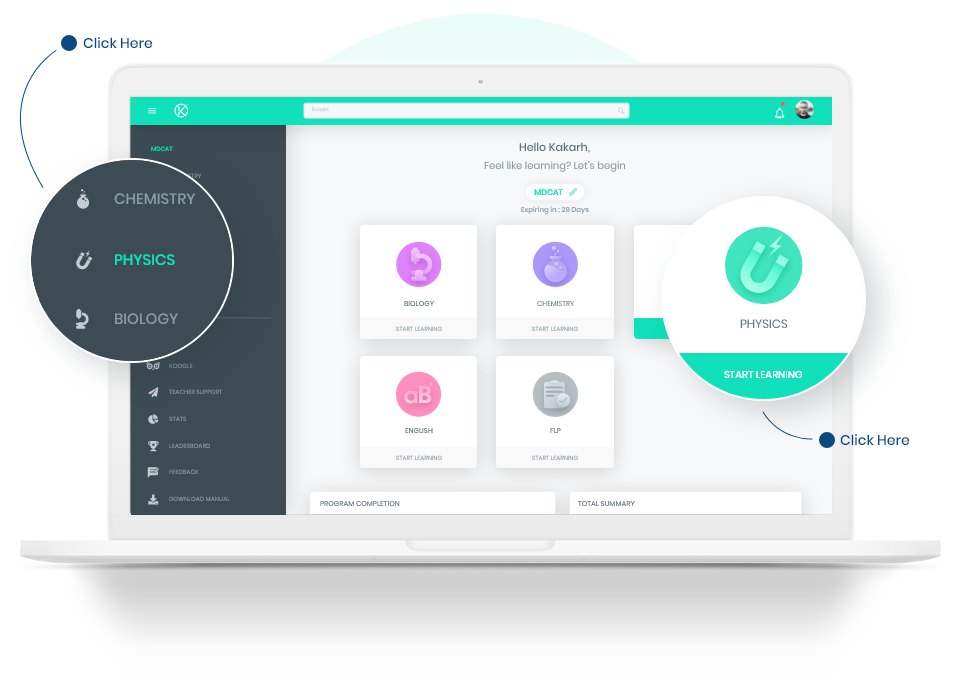 Click Here
Koogle
MDCAT
CHEMISTRY
PHYSICS
BIOLOGY
KOOGLE
TEACHER SUPPORT
STATS
LEADERBOARD
FEEDBACK
DOWNLOAD MANUAL
Hello Kakarh,
Feel like learning? Let's begin
MDCAT
Expiring in : 29 Days
BIOLOGY
START LEARNING
CHEMISTRY
START LEARNING
PHYSICS
START LEARNING
Click Here
aB
ENGLISH
START LEARNING
FLP
START LEARNING
PROGRAM COMPLETION
TOTAL SUMMARY